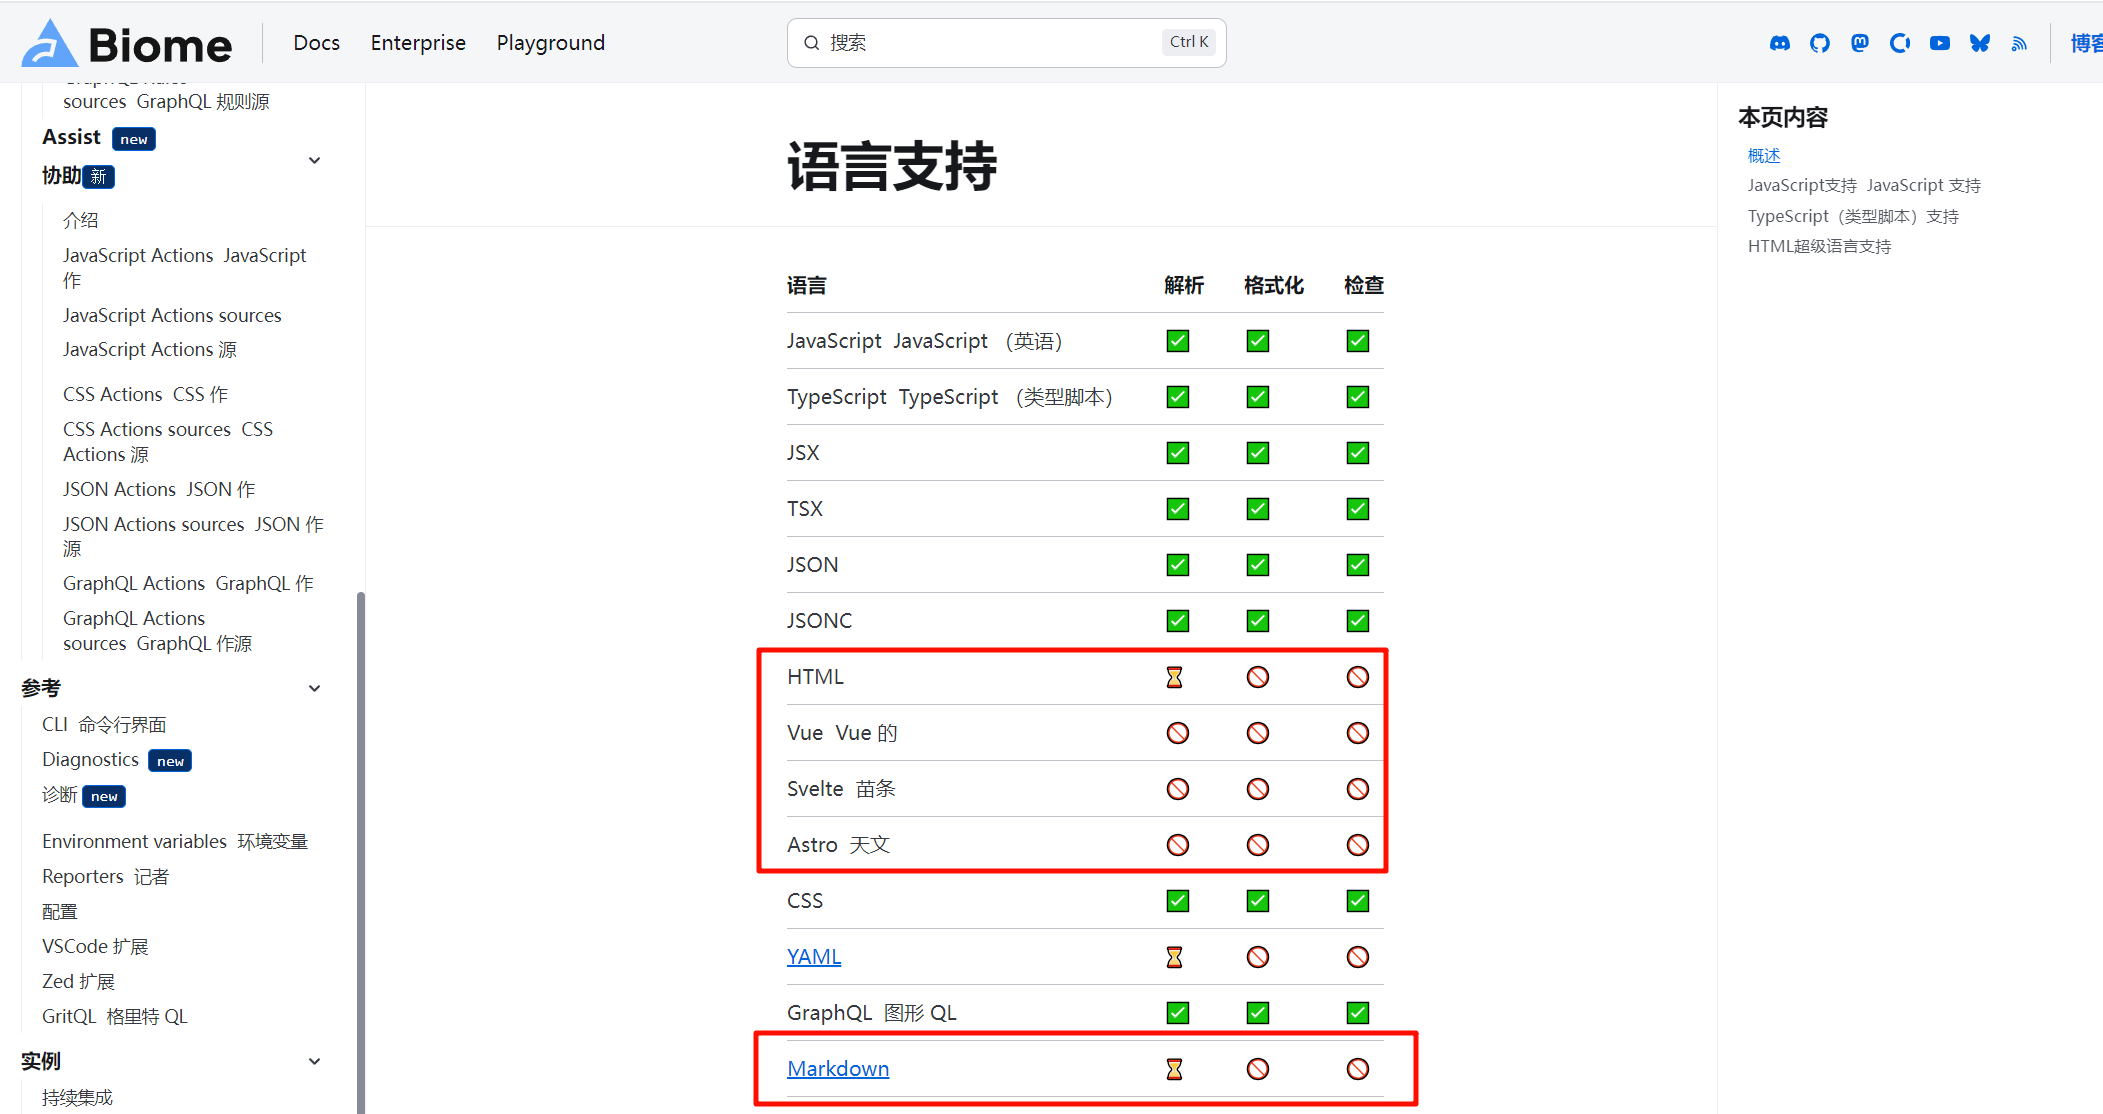 Biome
Docs
Enterprise
Playground
搜索
Ctrl K
博客
sources GraphQL 规则源
Assist new
协助 新
介绍
JavaScript Actions JavaScript
作
JavaScript Actions sources
JavaScript Actions 源
CSS Actions CSS 作
CSS Actions sources CSS
Actions 源
JSON Actions JSON 作
JSON Actions sources JSON 作
源
GraphQL Actions GraphQL 作
GraphQL Actions
sources GraphQL 作源
参考
CLI 命令行界面
Diagnostics new
诊断 new
Environment variables 环境变量
Reporters 记者
配置
VSCode 扩展
Zed 扩展
GritQL 格里特 QL
实例
持续集成
语言支持
语言 解析 格式化 检查
JavaScript JavaScript （英语）
TypeScript TypeScript （类型脚本）
JSX
TSX
JSON
JSONC
HTML
Vue Vue 的
Svelte 苗条
Astro 天文
CSS
YAML
GraphQL 图形 QL
Markdown
本页内容
概述
JavaScript支持 JavaScript 支持
TypeScript（类型脚本）支持
HTML超级语言支持